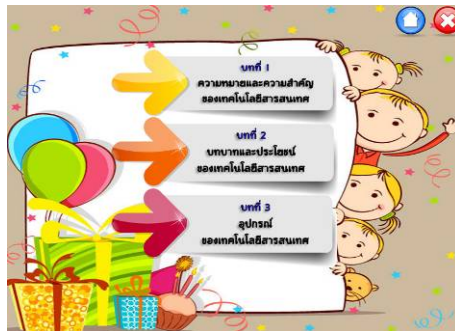 บทที่ 1
ความหมายและความสำคัญ
ของเทคโนโลยีสารสนเทศ
บทที่ 2
บทบาทและประโยชน์
ของเทคโนโลยีสารสนเทศ
บทที่ 3
อุปกรณ์
ของเทคโนโลยีสารสนเทศ